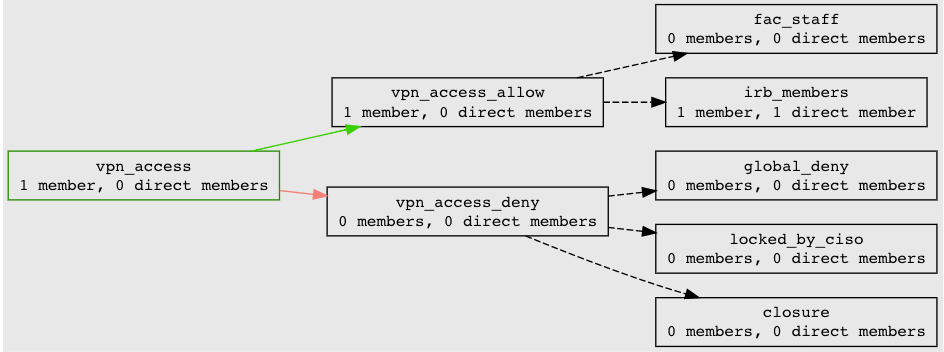 fac_staff
0 members, 0 direct members
vpn_access_allow
1 member, 0 direct members
irb_members
1 member, 1 direct member
vpn_access
1 member, 0 direct members
global_deny
0 members, 0 direct members
vpn_access_deny
0 members, 0 direct members
locked_by_ciso
0 members, 0 direct members
closure
0 members, 0 direct members